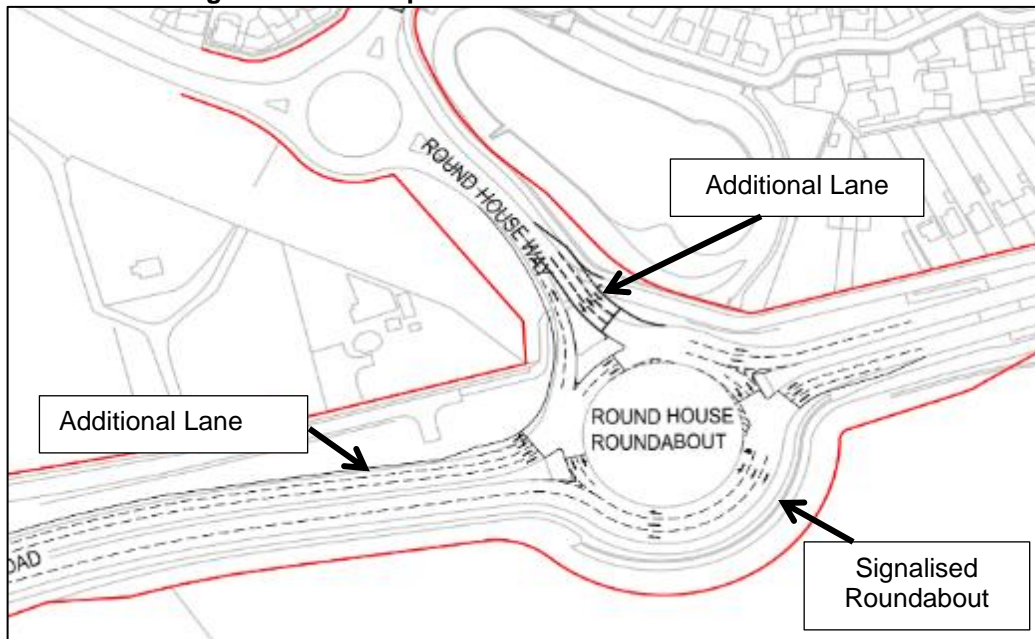 ROUND HOUSE WAY
Additional Lane
Additional Lane
ROUND HOUSE
ROUNDABOUT
OAD
Signalised
Roundabout